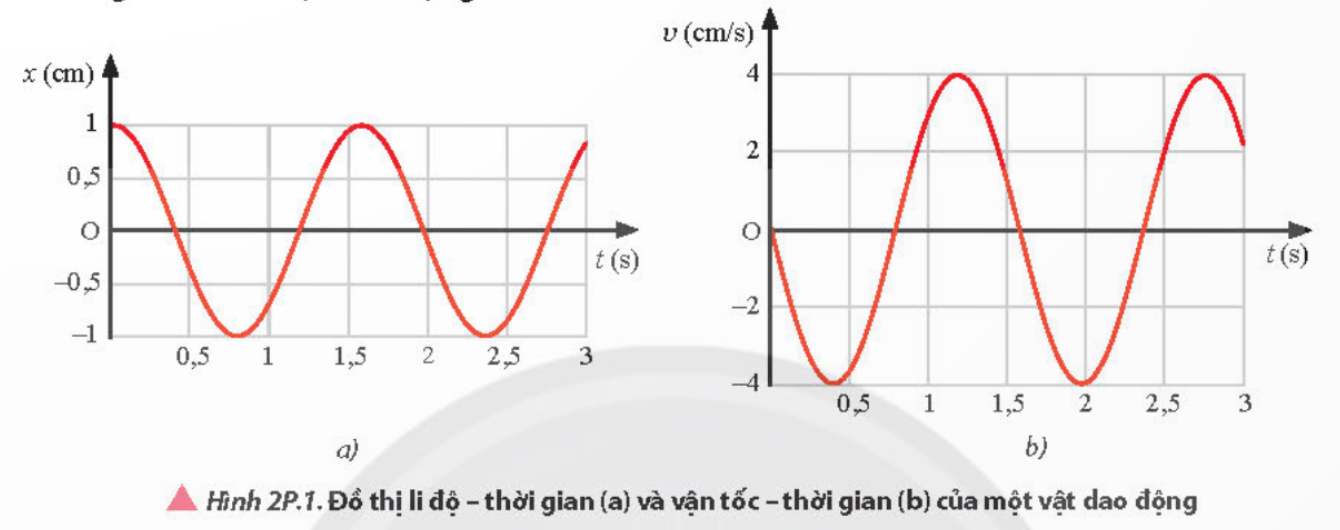 x (cm)
1
0,5
O
–0,5
–1
0,5 1 1,5 2 2,5 3
t (s)
a)
υ (cm/s)
4
2
O
–2
–4
0,5 1 1,5 2 2,5 3
t (s)
b)
Hình 2P.1. Đồ thị li độ – thời gian (a) và vận tốc – thời gian (b) của một vật dao động